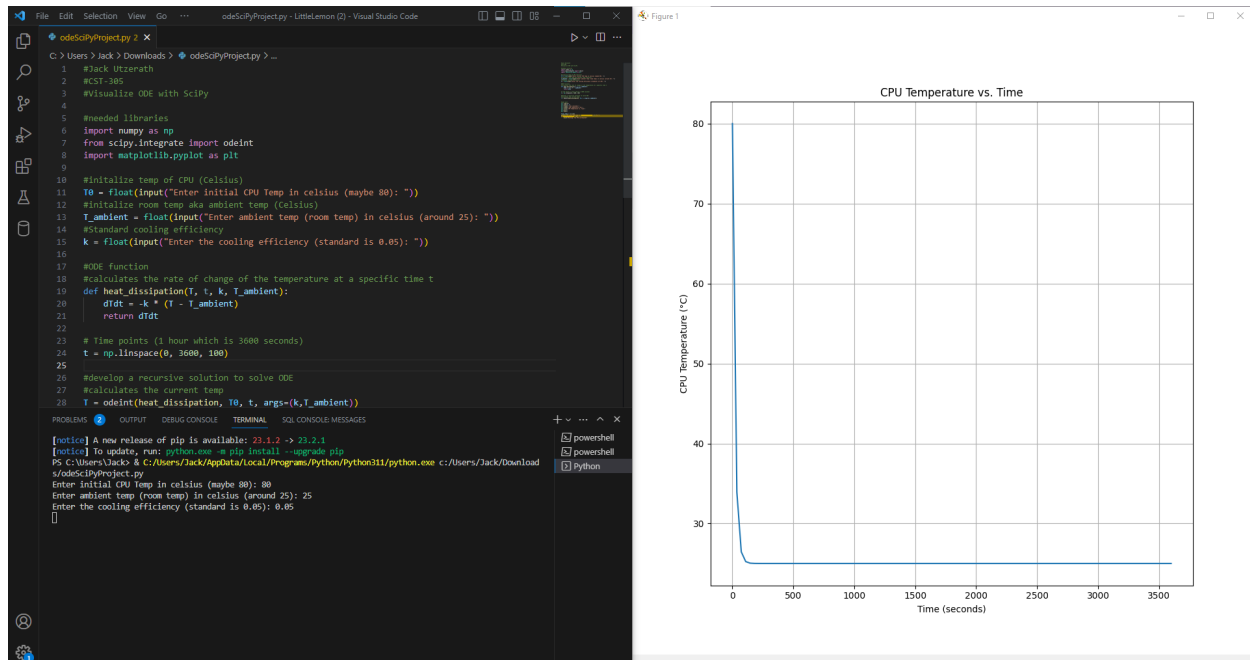 File Edit Selection View Go ··· odeSciPyProject.py - LittleLemon (2) - Visual Studio Code
odeSciPyProject.py 2
C: > Users > Jack > Downloads > odeSciPyProject.py > ...
1 #Jack Utzerath
2 #CST-305
3 #Visualize ODE with SciPy
4
5 #needed libraries
6 import numpy as np
7 from scipy.integrate import odeint
8 import matplotlib.pyplot as plt
9
10 #initalize temp of CPU (Celsius)
11 T0 = float(input("Enter initial CPU Temp in celsius (maybe 80): "))
12 #initalize room temp aka ambient temp (Celsius)
13 T_ambient = float(input("Enter ambient temp (room temp) in celsius (around 25): "))
14 #Standard cooling efficiency
15 k = float(input("Enter the cooling efficiency (standard is 0.05): "))
16
17 #ODE function
18 #calculates the rate of change of the temperature at a specific time t
19 def heat_dissipation(T, t, k, T_ambient):
20 dTdt = -k * (T - T_ambient)
21 return dTdt
22
23 # Time points (1 hour which is 3600 seconds)
24 t = np.linspace(0, 3600, 100)
25
26 #develop a recursive solution to solve ODE
27 #calculates the current temp
28 T = odeint(heat_dissipation, T0, t, args=(k,T_ambient))
PROBLEMS 2 OUTPUT DEBUG CONSOLE TERMINAL SQL CONSOLE: MESSAGES
[notice] A new release of pip is available: 23.1.2 -> 23.2.1
[notice] To update, run: python.exe -m pip install --upgrade pip
PS C:\Users\Jack> & C:/Users/Jack/AppData/Local/Programs/Python/Python311/python.exe c:/Users/Jack/Download
s/odeSciPyProject.py
Enter initial CPU Temp in celsius (maybe 80): 80
Enter ambient temp (room temp) in celsius (around 25): 25
Enter the cooling efficiency (standard is 0.05): 0.05
powershell
powershell
Python
1
Figure 1
CPU Temperature vs. Time
CPU Temperature (°C)
80
70
60
50
40
30
0 500 1000 1500 2000 2500 3000 3500
Time (seconds)